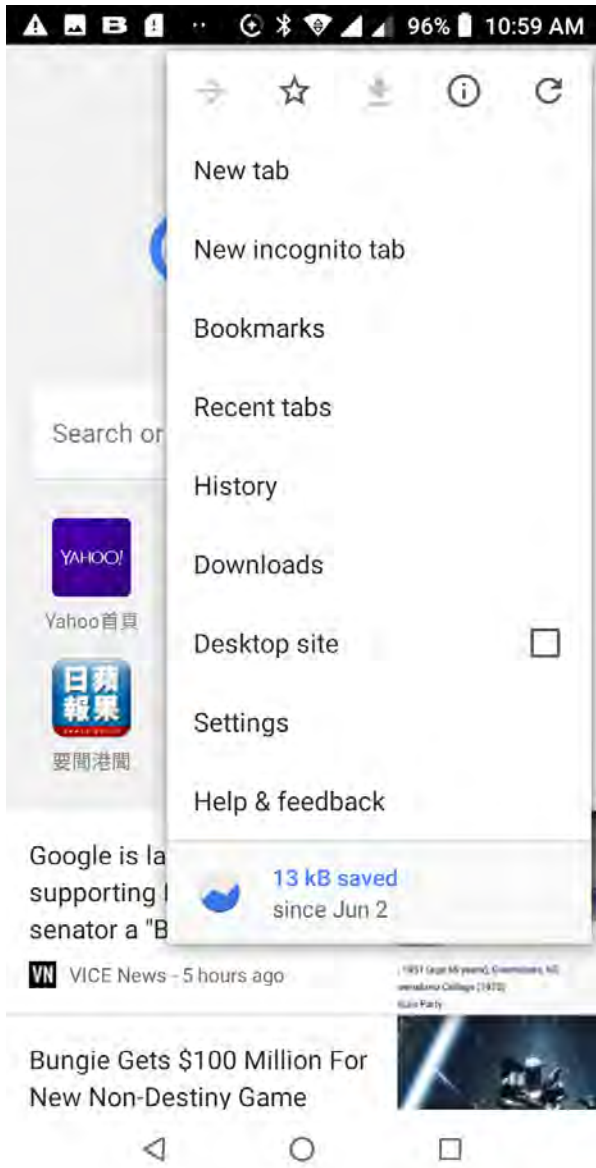 96% 10:59 AM
New tab
New incognito tab
Bookmarks
Recent tabs
History
Downloads
Desktop site
Settings
Help & feedback
13 kB saved
since Jun 2
Search or
YAHOO!
Yahoo首頁
日蘋
報果
要聞港聞
Google is la
supporting
senator a "B
VN VICE News - 5 hours ago
Bungie Gets $100 Million For
New Non-Destiny Game